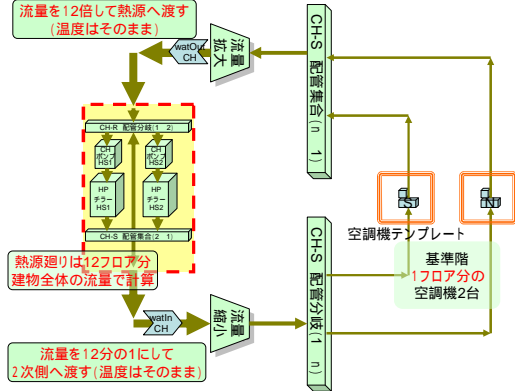 流量を12倍して熱源へ渡す
(温度はそのまま)
watOut
CH
流量
拡大
CH-S 配管集合(n 1)
CH-R 配管分岐(1 2)
CH
ポンプ
HS1
CH
ポンプ
HS2
HP
チラー
HS1
HP
チラー
HS2
CH-S 配管集合(2 1)
熱源廻りは12フロア分
建物全体の流量で計算
watIn
CH
流量
縮小
流量を12分の1にして
2次側へ渡す(温度はそのまま)
CH-S 配管分岐(1 n)
S
N
空調機テンプレート
基準階
1フロア分の
空調機2台